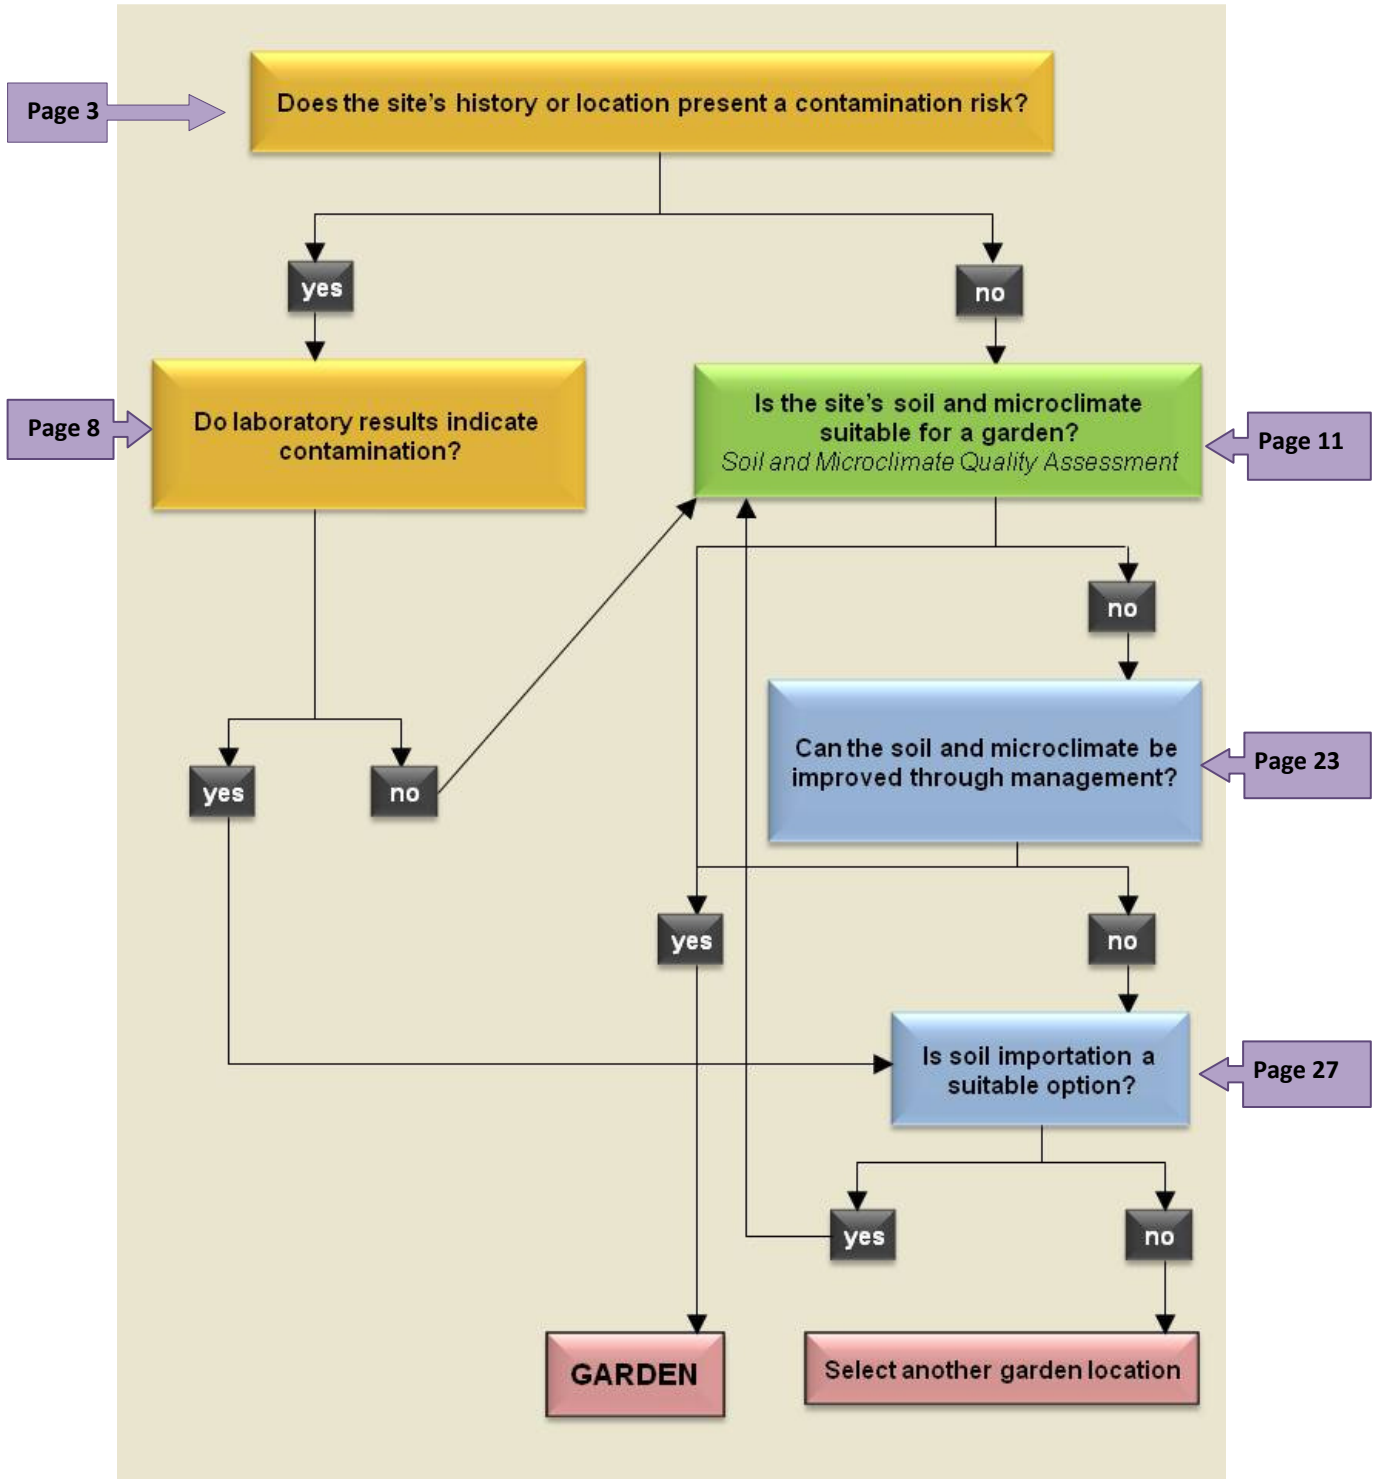 Page 3
Does the site's history or location present a contamination risk?
yes
no
Page 8
Do laboratory results indicate
contamination?
Is the site's soil and microclimate
suitable for a garden?
Soil and Microclimate Quality Assessment
Page 11
no
Can the soil and microclimate be
improved through management?
Page 23
yes
no
yes
no
Is soil importation a
suitable option?
Page 27
yes
no
GARDEN
Select another garden location